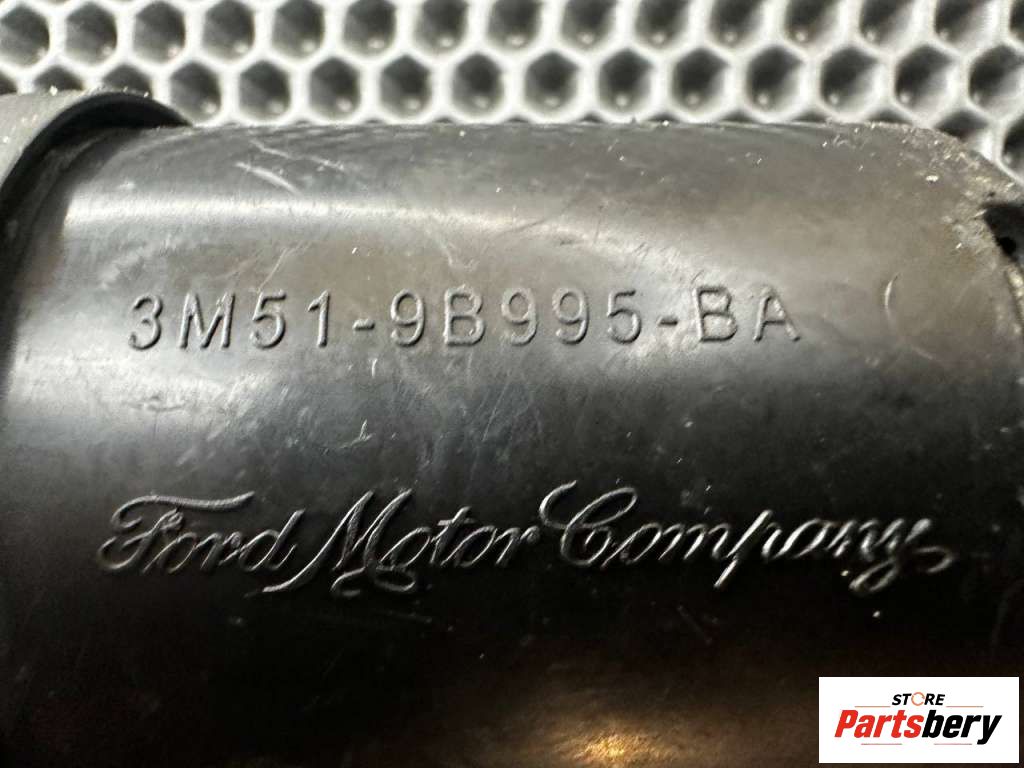 3M51-9B995-BA
Ford Motor Company
STORE
Partsbery